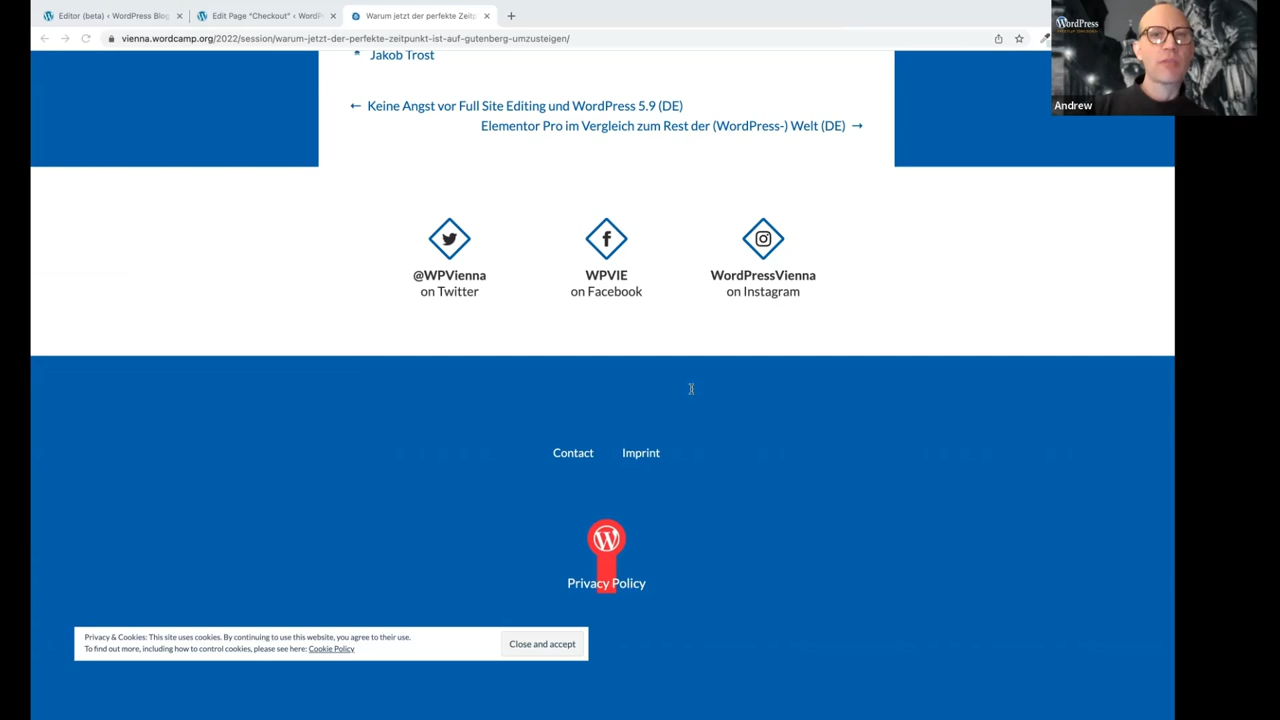 Editor (beta) ‹ WordPress Blog
Edit Page “Checkout” ‹ WordP
Warum jetzt der perfekte Zeitp
vienna.wordcamp.org/2022/session/warum-jetzt-der-perfekte-zeitpunkt-ist-auf-gutenberg-umzusteigen/
WordPress
Andrew
Jakob Trost
← Keine Angst vor Full Site Editing und WordPress 5.9 (DE)
Elementor Pro im Vergleich zum Rest der (WordPress-) Welt (DE) →
@WPVienna
on Twitter
WPVIE
on Facebook
WordPressVienna
on Instagram
Contact
Imprint
Privacy Policy
Privacy & Cookies: This site uses cookies. By continuing to use this website, you agree to their use.
To find out more, including how to control cookies, please see here: Cookie Policy
Close and accept